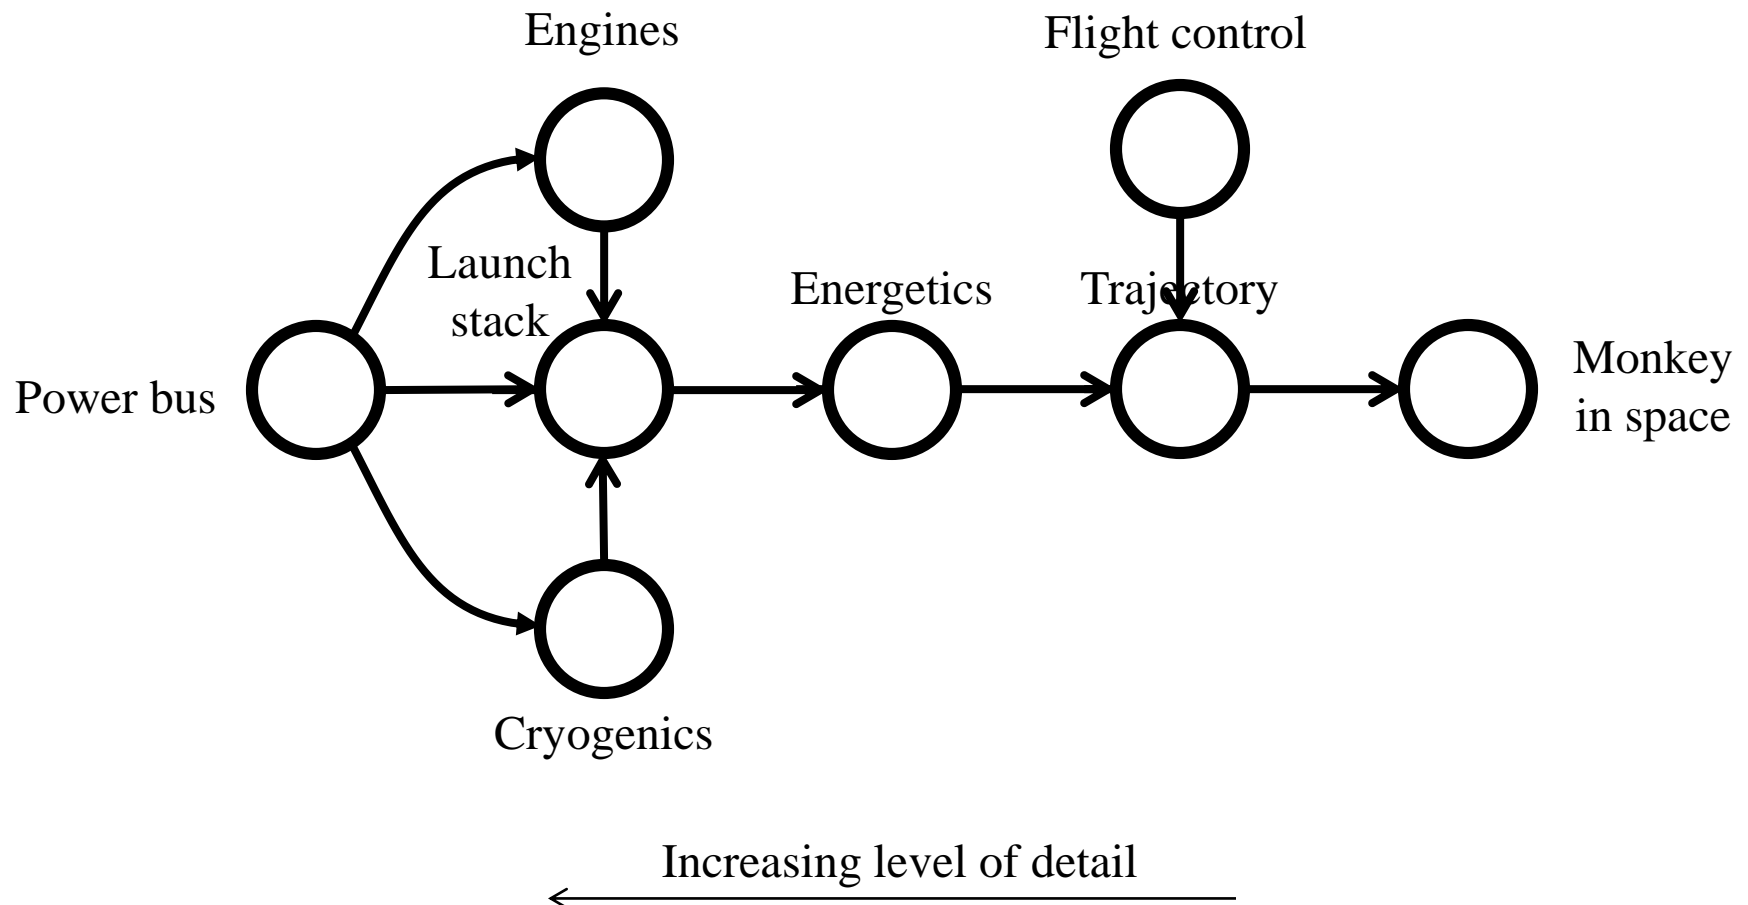 Engines
Flight control
Launch
stack
Energetics
Trajectory
Power bus
Monkey
in space
Cryogenics
Increasing level of detail